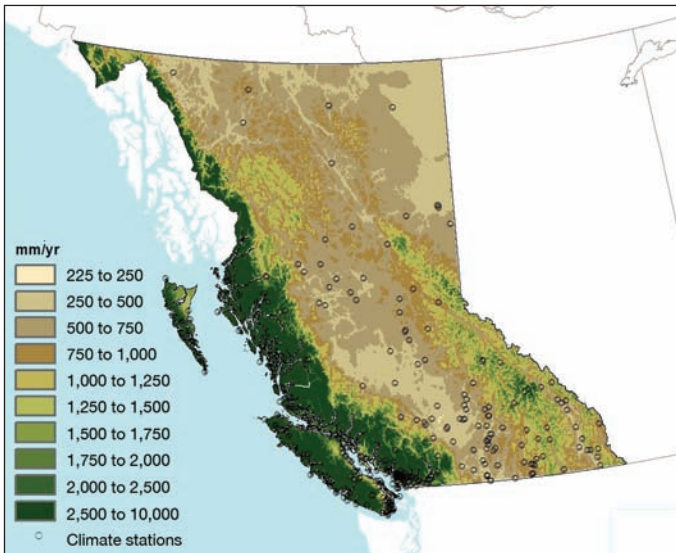 mm/yr
225 to 250
250 to 500
500 to 750
750 to 1,000
1,000 to 1,250
1,250 to 1,500
1,500 to 1,750
1,750 to 2,000
2,000 to 2,500
2,500 to 10,000
Climate stations